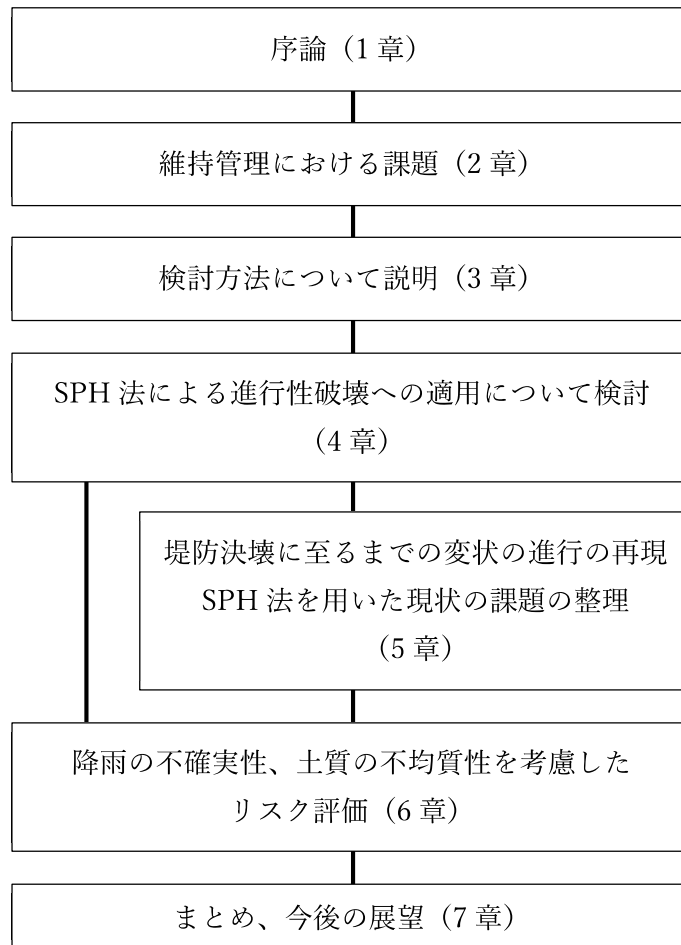 序論（1 章）
維持管理における課題（2 章）
検討方法について説明（3 章）
SPH 法による進行性破壊への適用について検討
（4 章）
堤防決壊に至るまでの変状の進行の再現
SPH 法を用いた現状の課題の整理
（5 章）
降雨の不確実性、土質の不均質性を考慮した
リスク評価（6 章）
まとめ、今後の展望（7 章）